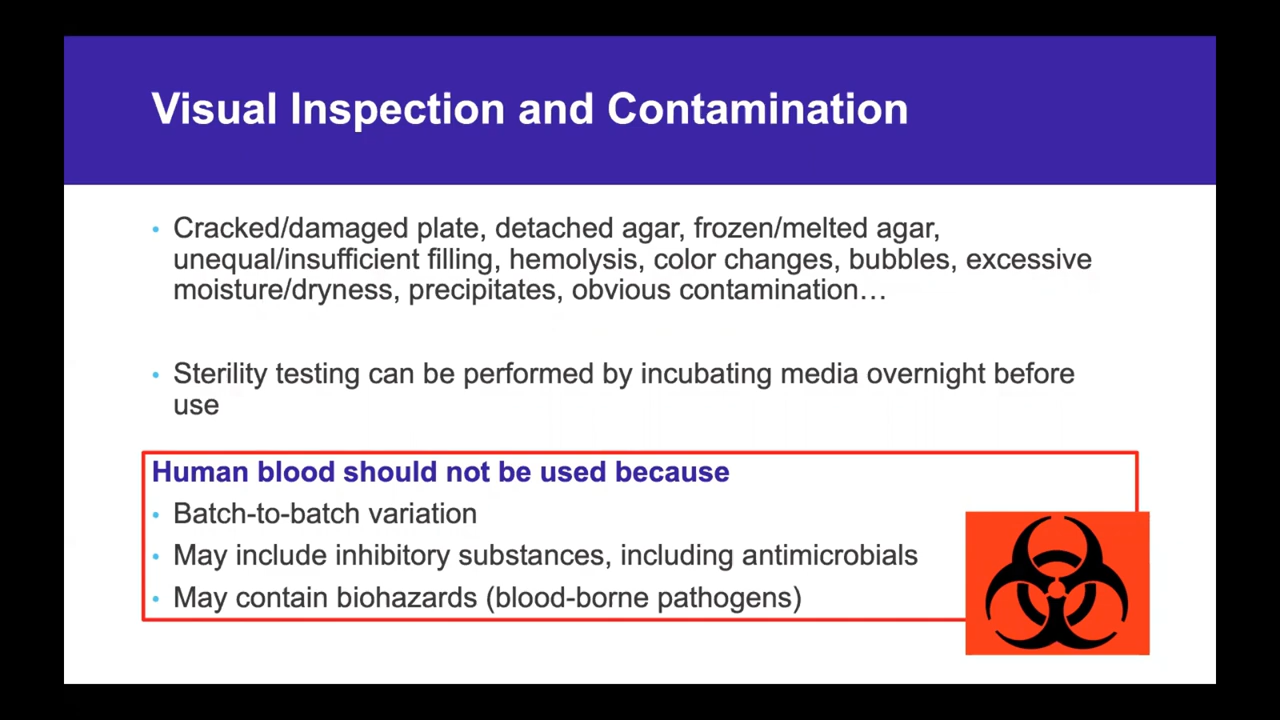 Visual Inspection and Contamination
• Cracked/damaged plate, detached agar, frozen/melted agar,
unequal/insufficient filling, hemolysis, color changes, bubbles, excessive
moisture/dryness, precipitates, obvious contamination…
• Sterility testing can be performed by incubating media overnight before
use
Human blood should not be used because
• Batch-to-batch variation
• May include inhibitory substances, including antimicrobials
• May contain biohazards (blood-borne pathogens)